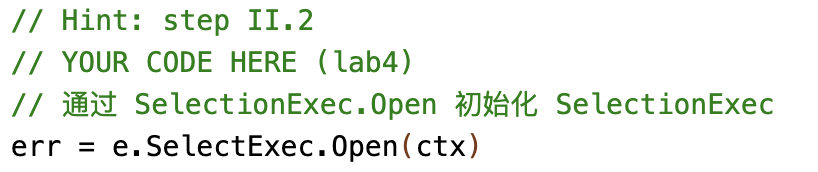 // Hint: step II.2
// YOUR CODE HERE (lab4)
// 通过 SelectionExec.Open 初始化 SelectionExec
err = e.SelectExec.Open(ctx)